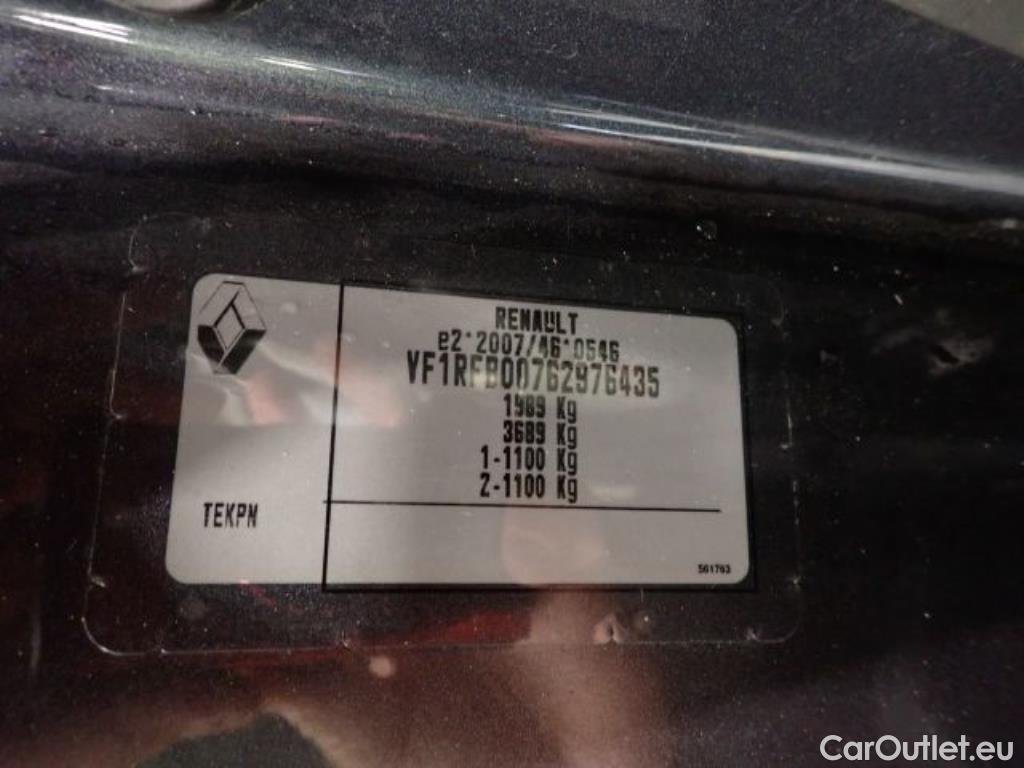 RENAULT
e2*2007/46*0546
VF1RFB00762976435
1989 Kg
3689 Kg
1-1100 Kg
2-1100 Kg
TEKPN
561763
CarOutlet.eu